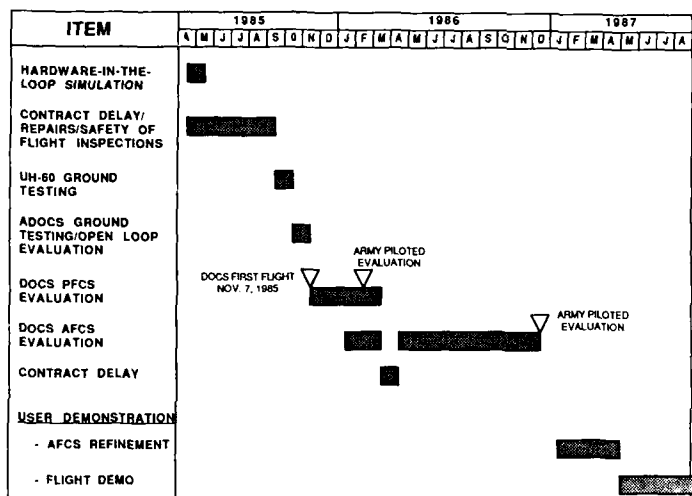 ITEM
1985
1986
1987
A M J J A S O N D J F M A M J J A S O N D J F M A M J J A
HARDWARE-IN-THE-
LOOP SIMULATION
CONTRACT DELAY/
REPAIRS/SAFETY OF
FLIGHT INSPECTIONS
UH-60 GROUND
TESTING
ADOCS GROUND
TESTING/OPEN LOOP
EVALUATION
ARMY PILOTED
EVALUATION
DOCS FIRST FLIGHT
NOV. 7, 1985
DOCS PFCS
EVALUATION
ARMY PILOTED
EVALUATION
DOCS AFCS
EVALUATION
CONTRACT DELAY
USER DEMONSTRATION
- AFCS REFINEMENT
- FLIGHT DEMO